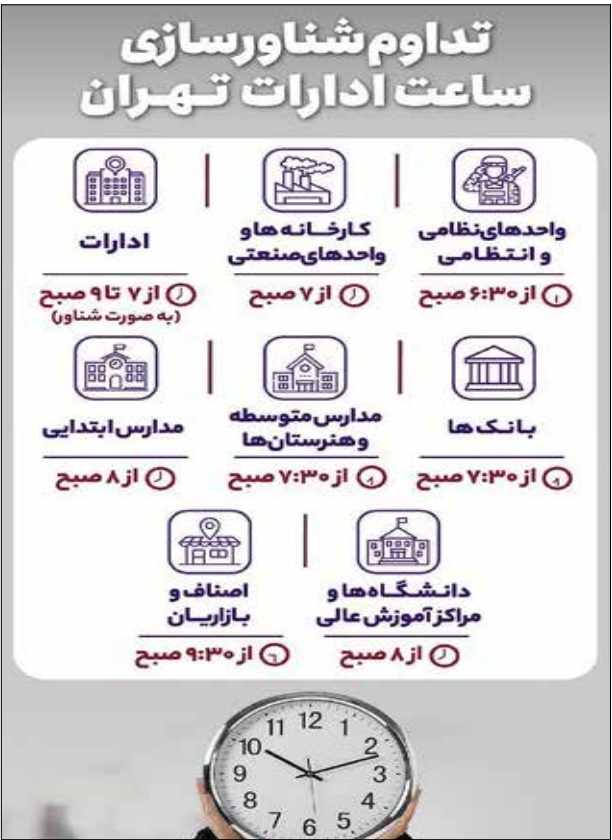 تداوم شناورسازی
ساعت ادارات تهران
واحدهای نظامی
و انتظامی
از ۶:۳۰ صبح
کارخانه‌ها و
واحدهای صنعتی
از ۷ صبح
ادارات
از ۷ تا ۹ صبح
(به صورت شناور)
بانک‌ها
از ۷:۳۰ صبح
مدارس متوسطه
و هنرستان‌ها
از ۷:۳۰ صبح
مدارس ابتدایی
از ۸ صبح
دانشگاه‌ها و
مراکز آموزش عالی
از ۸ صبح
اصناف و
بازاریان
از ۹:۳۰ صبح
11 12 1
10 2
9 3
8 4
7 6 5